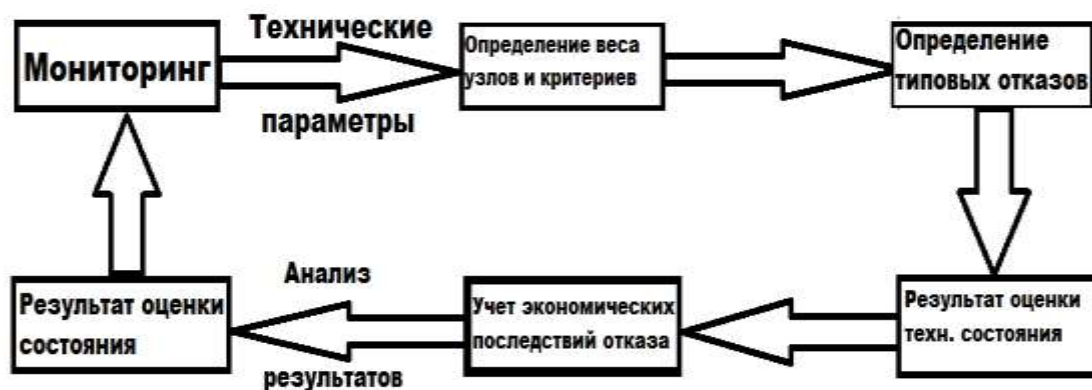 Мониторинг
Технические
параметры
Определение веса
узлов и критериев
Определение
типовых отказов
Результат оценки
состояния
Анализ
результатов
Учет экономических
последствий отказа
Результат оценки
техн. состояния